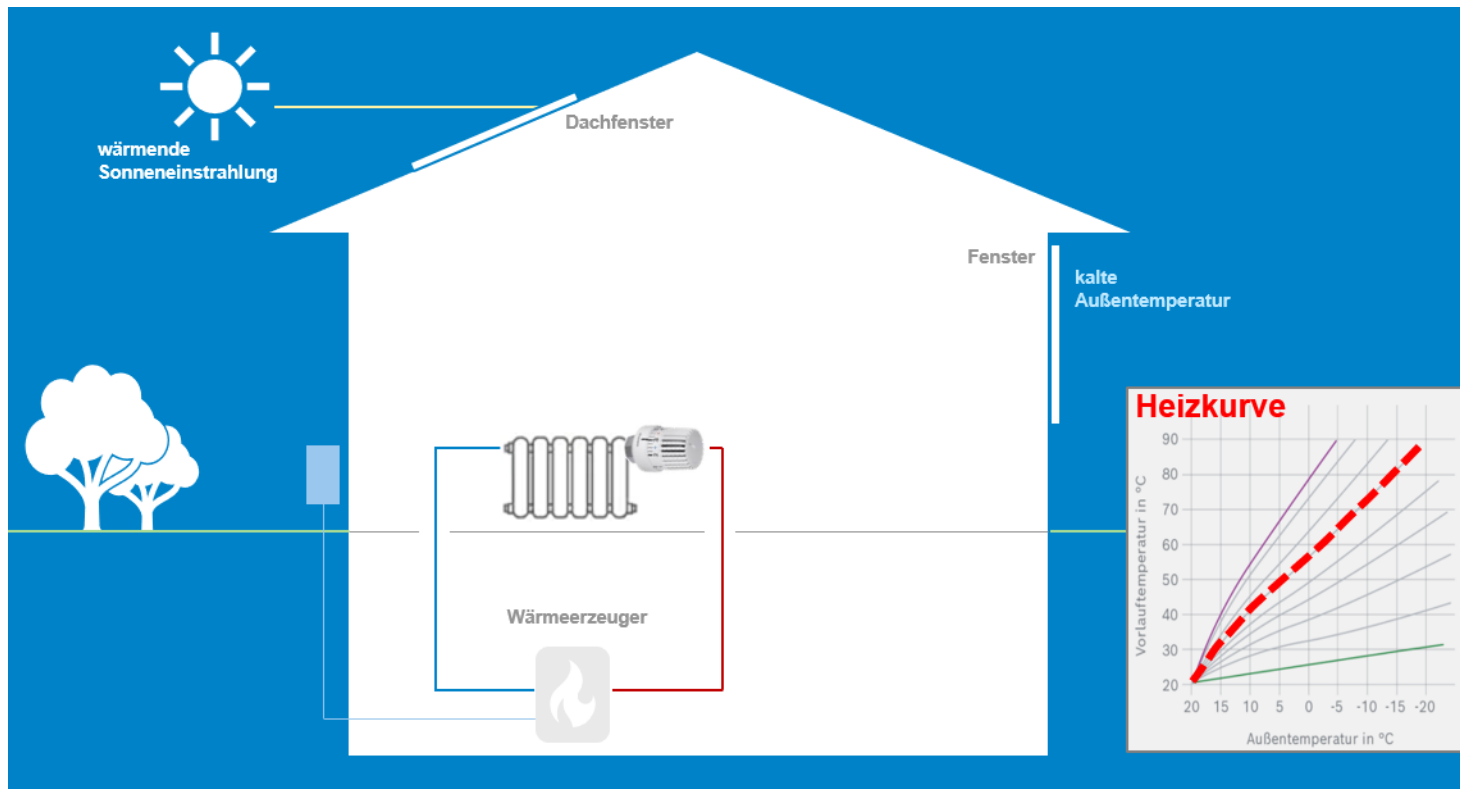 wärmende
Sonneneinstrahlung
Dachfenster
Fenster
kalte
Außentemperatur
Wärmeerzeuger
Heizkurve
Vorlauftemperatur in °C
90
80
70
60
50
40
30
20
20 15 10 5 0 -5 -10 -15 -20
Außentemperatur in °C